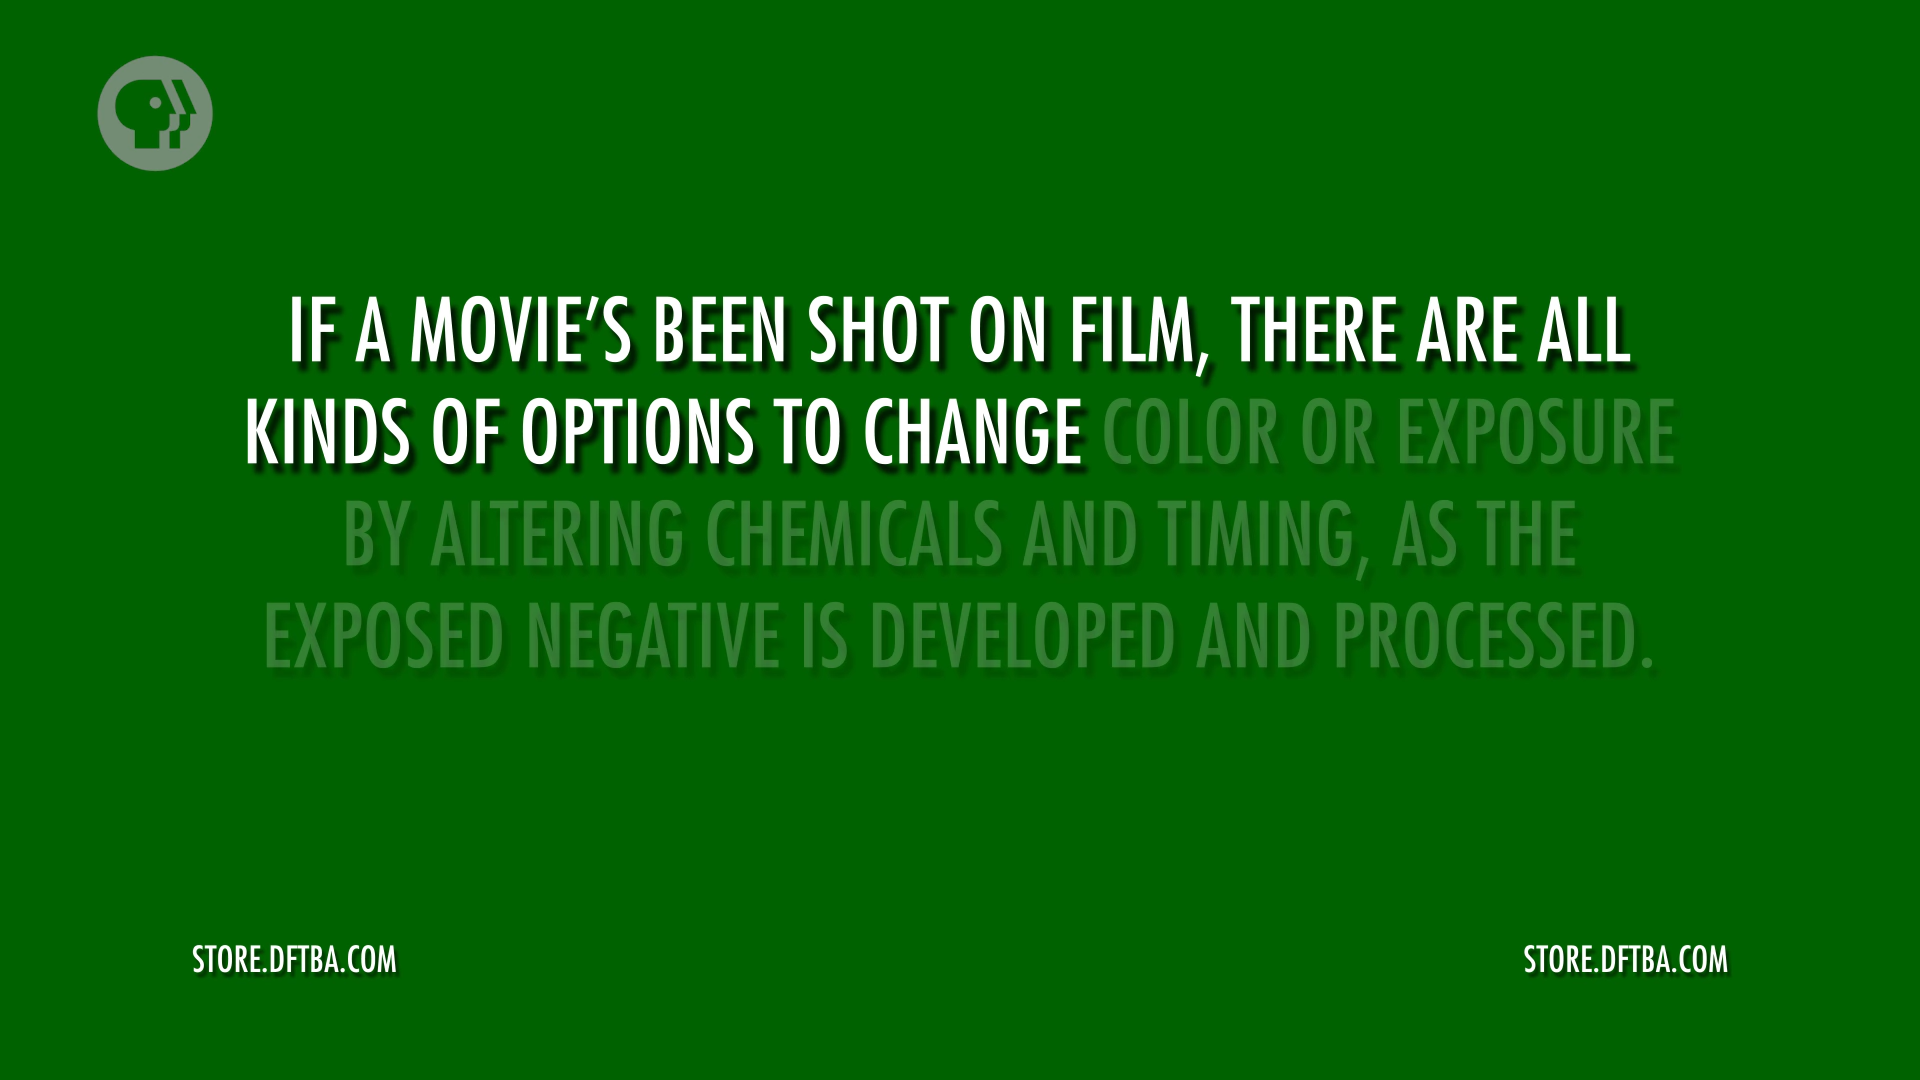 IF A MOVIE’S BEEN SHOT ON FILM, THERE ARE ALL
KINDS OF OPTIONS TO CHANGE COLOR OR EXPOSURE
BY ALTERING CHEMICALS AND TIMING, AS THE
EXPOSED NEGATIVE IS DEVELOPED AND PROCESSED.
STORE.DFTBA.COM
STORE.DFTBA.COM